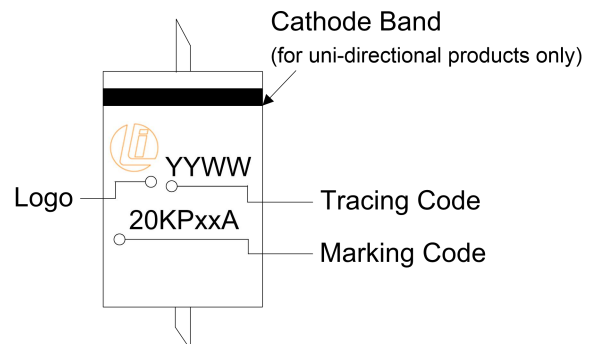 Cathode Band
(for uni-directional products only)
YYWW
Logo
Tracing Code
20KPxxA
Marking Code